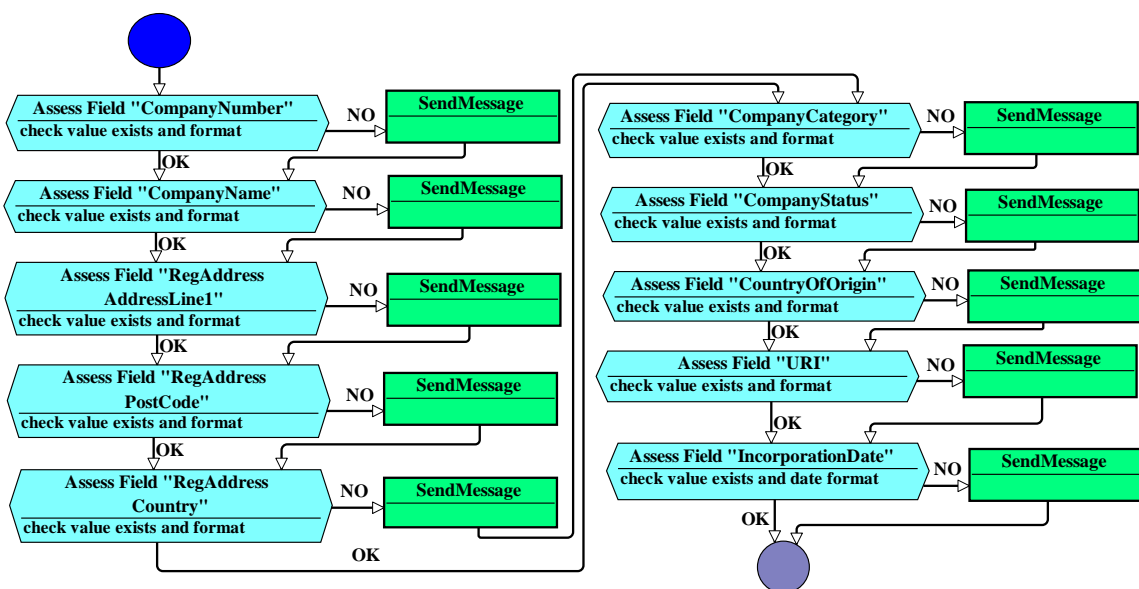 Assess Field "CompanyNumber"
check value exists and format
NO
SendMessage
OK
Assess Field "CompanyName"
check value exists and format
NO
SendMessage
OK
Assess Field "RegAddress
AddressLine1"
check value exists and format
NO
SendMessage
OK
Assess Field "RegAddress
PostCode"
check value exists and format
NO
SendMessage
OK
Assess Field "RegAddress
Country"
check value exists and format
NO
SendMessage
OK
Assess Field "CompanyCategory"
check value exists and format
NO
SendMessage
OK
Assess Field "CompanyStatus"
check value exists and format
NO
SendMessage
OK
Assess Field "CountryOfOrigin"
check value exists and format
NO
SendMessage
OK
Assess Field "URI"
check value exists and format
NO
SendMessage
OK
Assess Field "IncorporationDate"
check value exists and date format
NO
SendMessage
OK